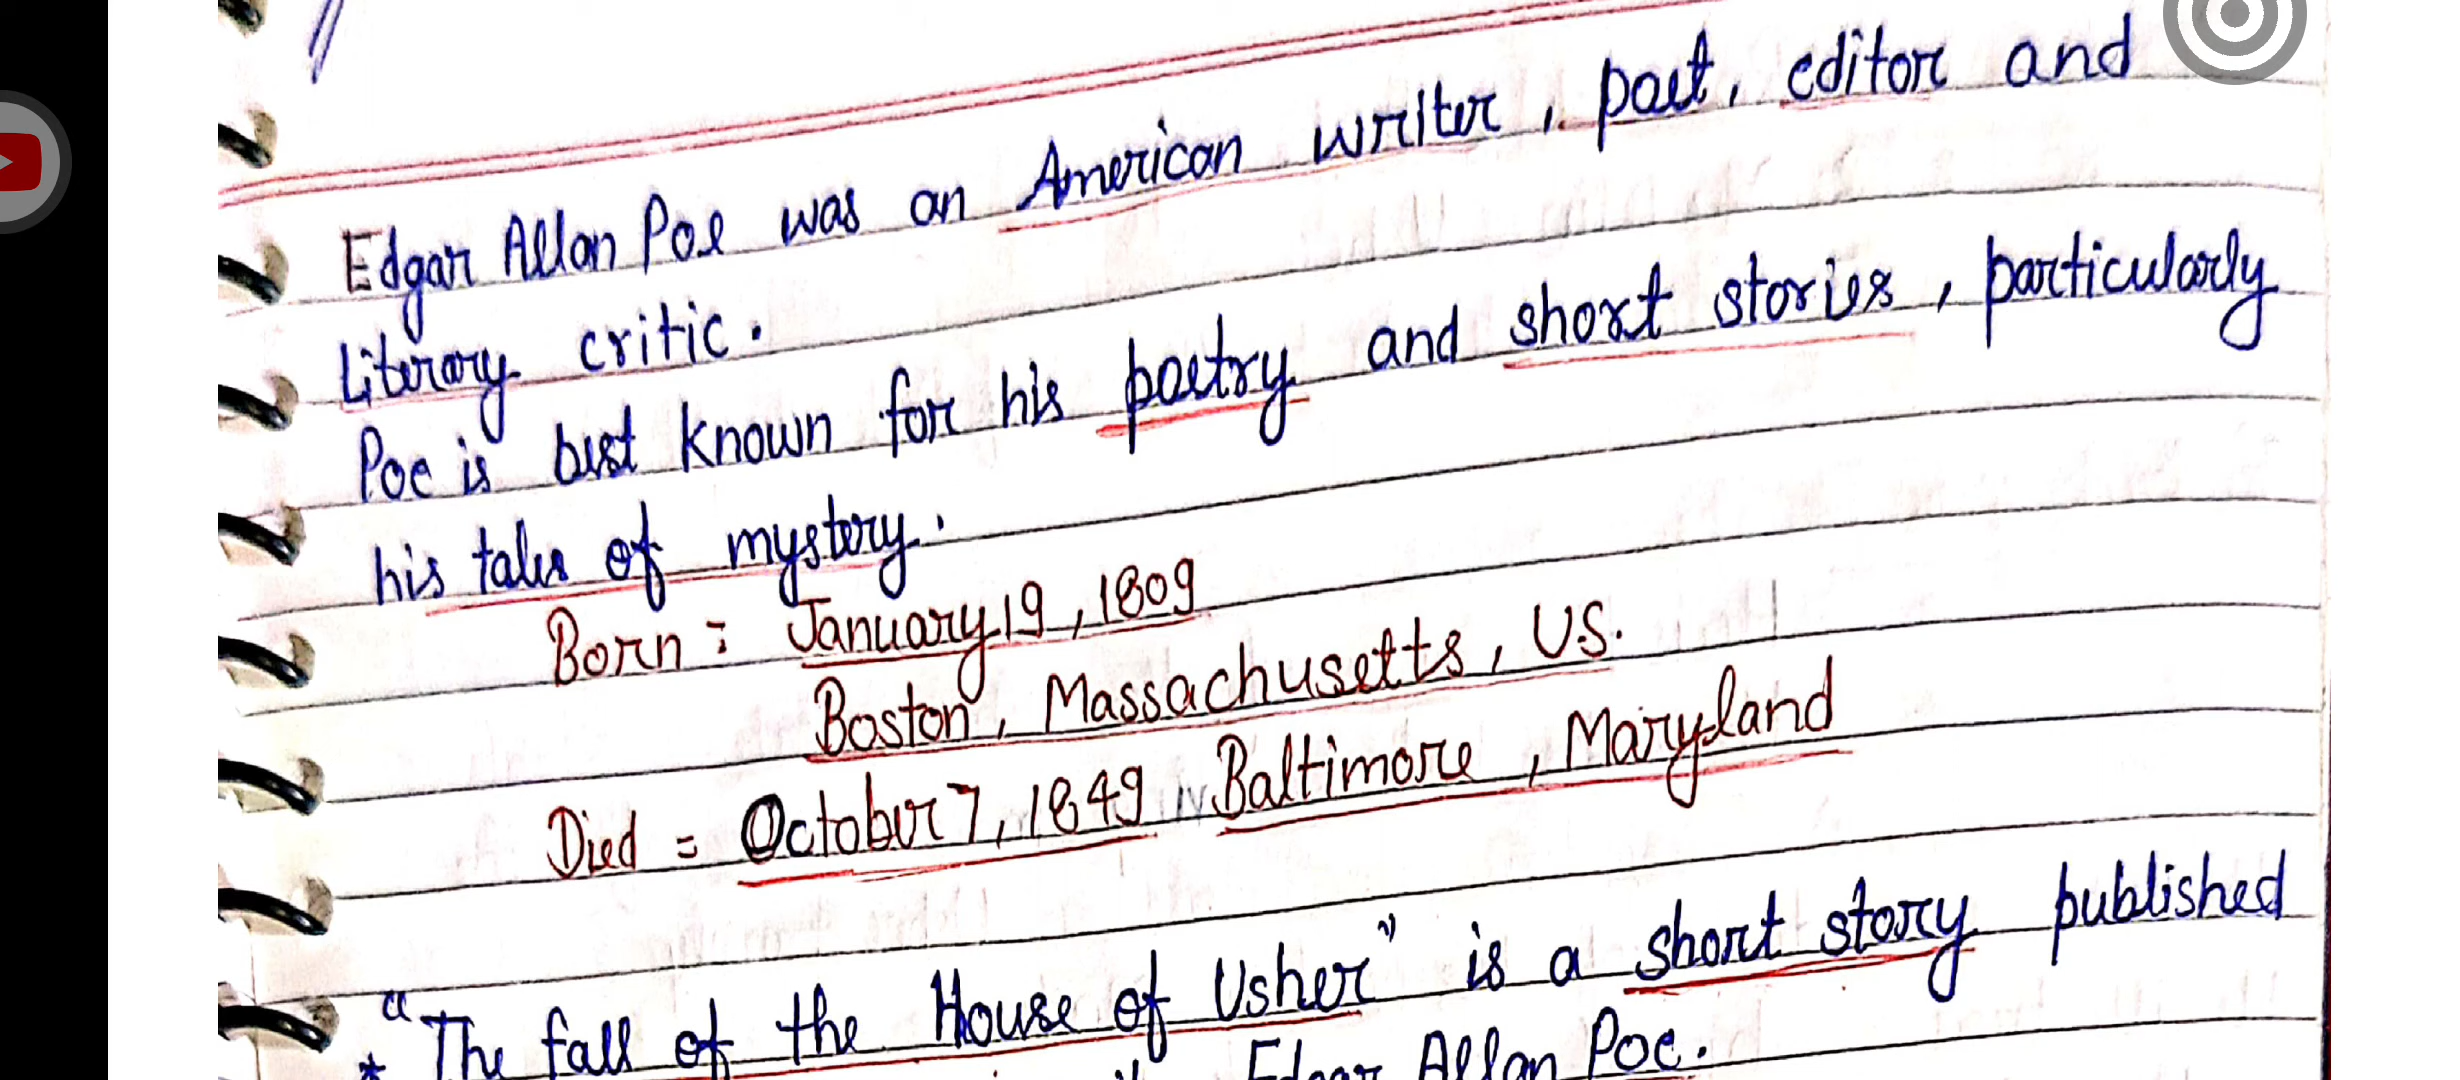 Edgar Allan Poe was an American writer, poet, editor and
Literary critic.
Poe is best known for his poetry and short stories, particularly
his tales of mystery.
Born = January 19, 1809
Boston, Massachusetts, US.
Died = October 7, 1849 Baltimore, Maryland
"The fall of the House of Usher" is a short story published
Edgar Allan Poe.